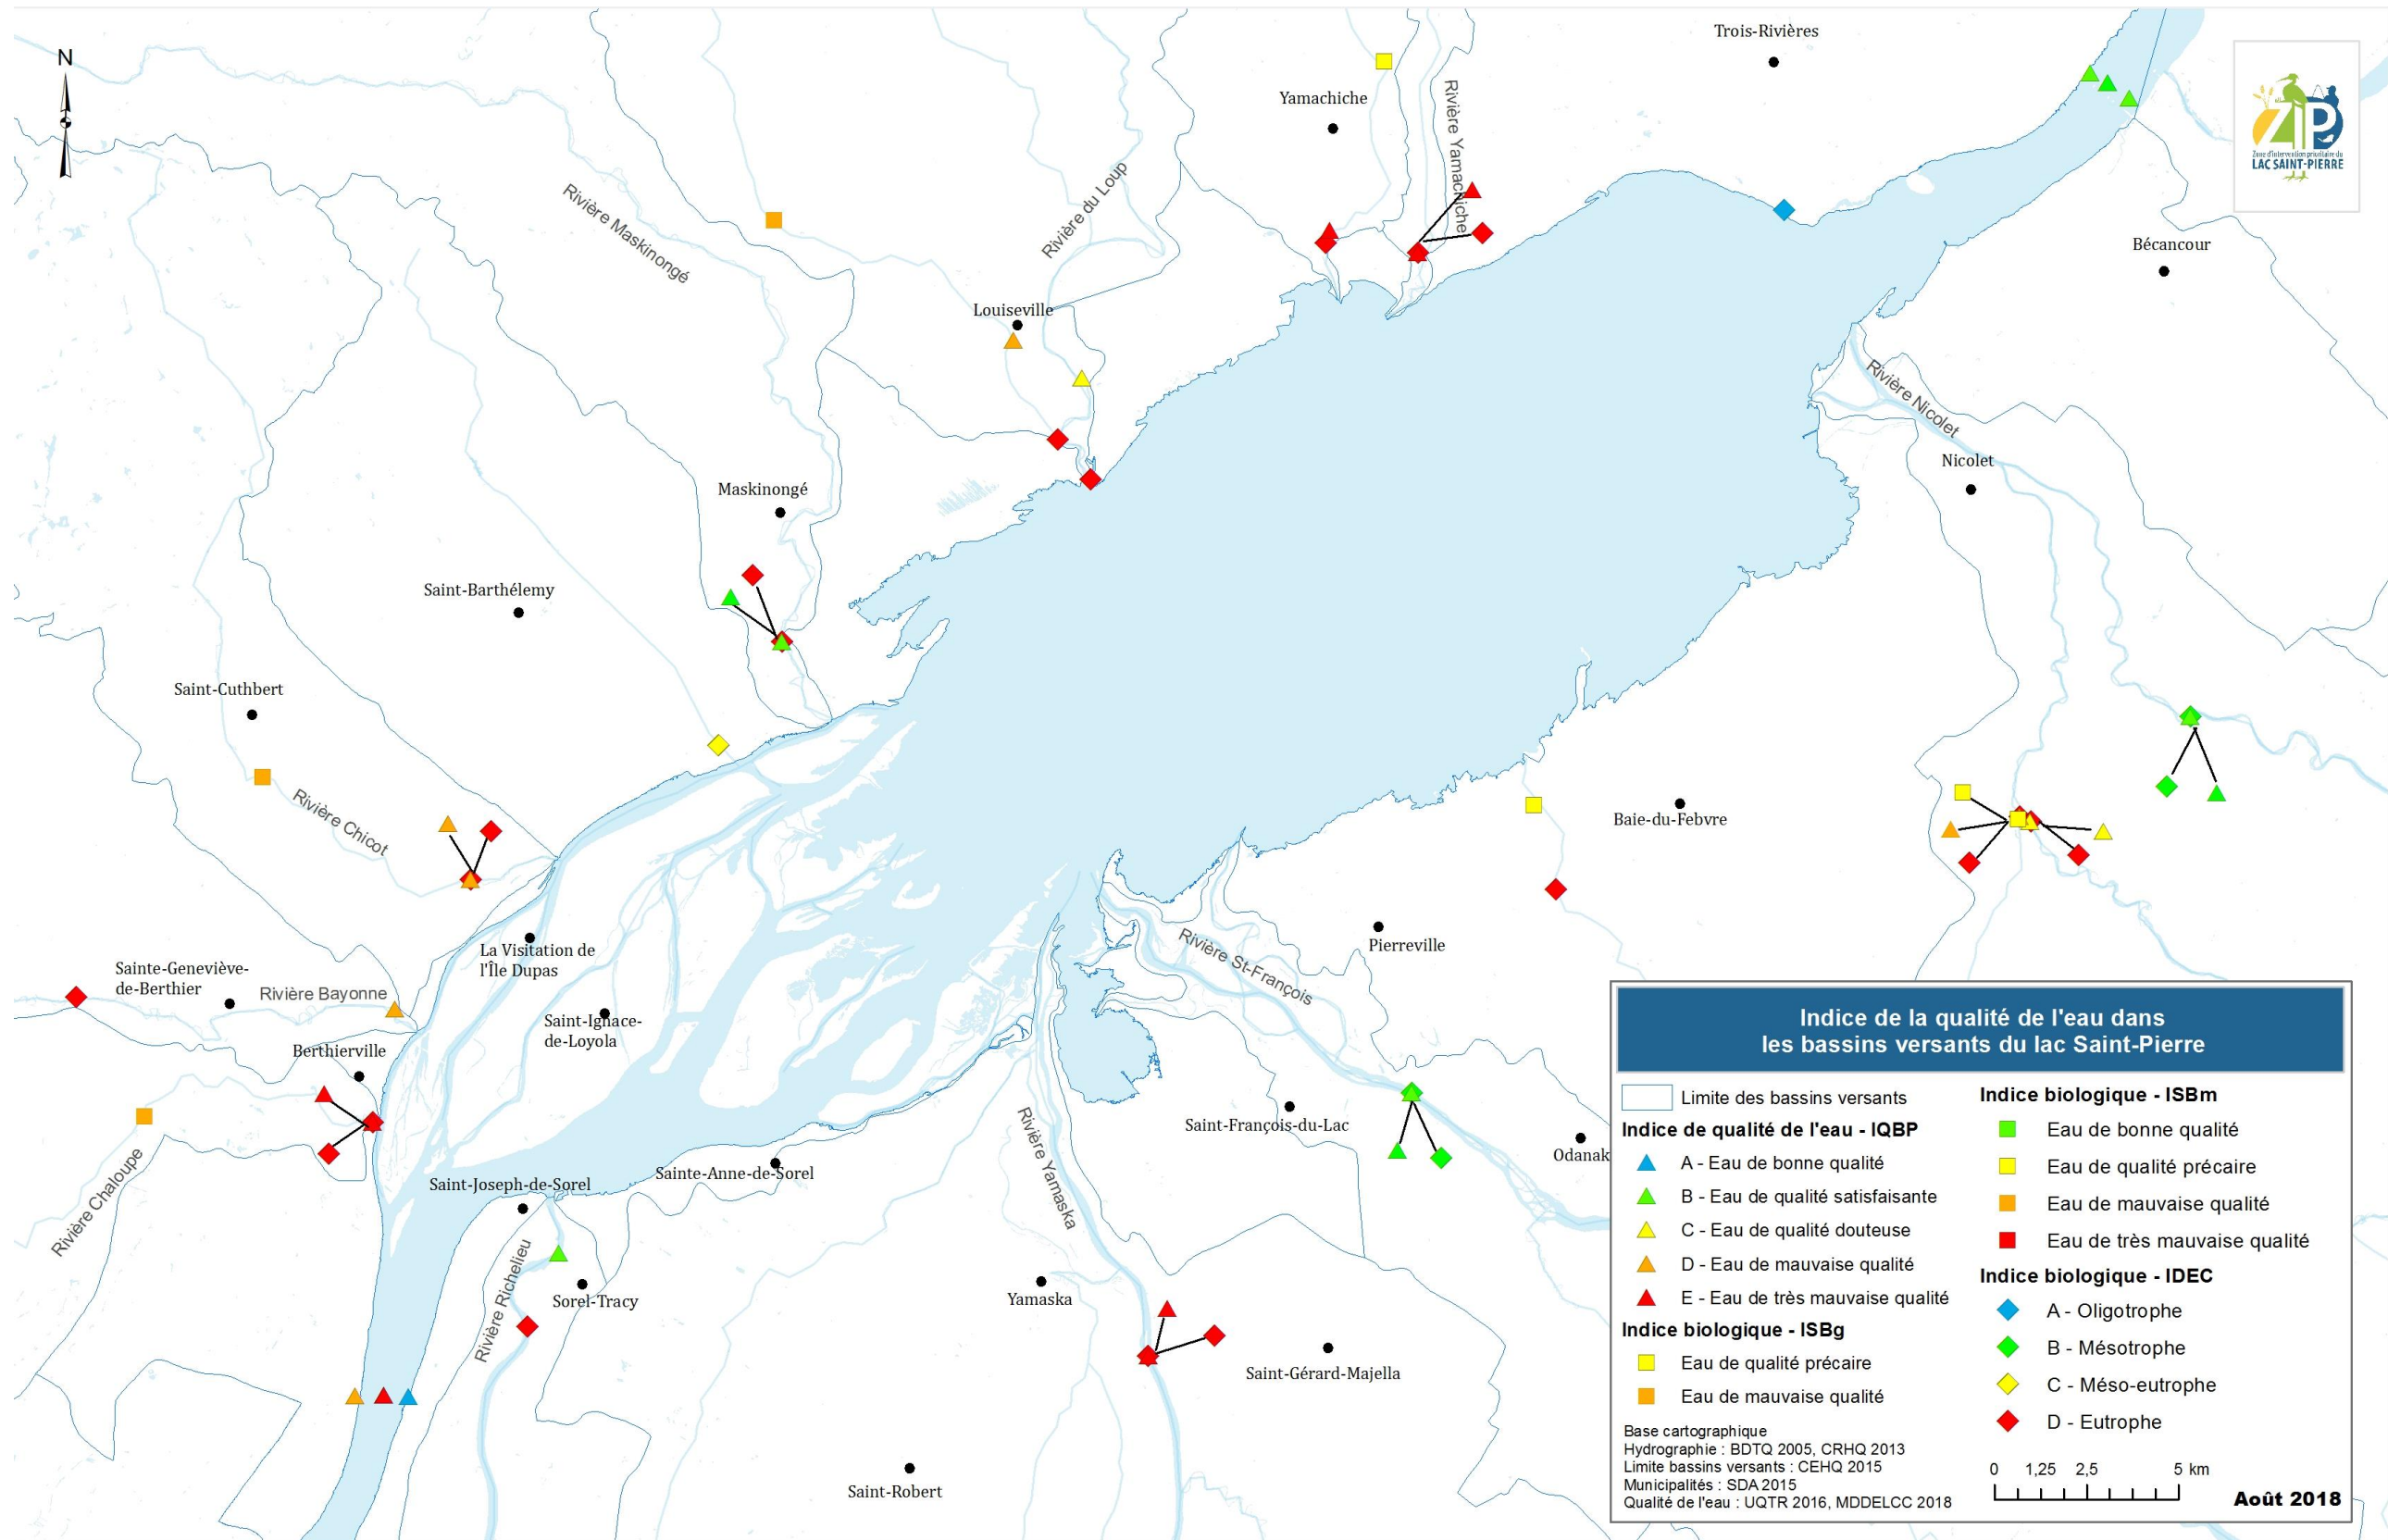 N
Trois-Rivières
Yamachiche
Rivière Yamachiche
Zone d'intervention prioritaire du
LAC SAINT-PIERRE
Rivière du Loup
Rivière Maskinongé
Bécancour
Louiseville
Rivière Nicolet
Nicolet
Maskinongé
Saint-Barthélemy
Saint-Cuthbert
Rivière Chicot
Baie-du-Febvre
La Visitation de
l'Île Dupas
Pierreville
Rivière St-François
Sainte-Geneviève-
de-Berthier
Rivière Bayonne
Saint-Ignace-
de-Loyola
Berthierville
Saint-François-du-Lac
Odanak
Rivière Chaloupe
Rivière Yamaska
Sainte-Anne-de-Sorel
Saint-Joseph-de-Sorel
Rivière Richelieu
Sorel-Tracy
Yamaska
Saint-Gérard-Majella
Saint-Robert
Indice de la qualité de l'eau dans
les bassins versants du lac Saint-Pierre
Limite des bassins versants
Indice de qualité de l'eau - IQBP
A - Eau de bonne qualité
B - Eau de qualité satisfaisante
C - Eau de qualité douteuse
D - Eau de mauvaise qualité
E - Eau de très mauvaise qualité
Indice biologique - ISBg
Eau de qualité précaire
Eau de mauvaise qualité
Base cartographique
Hydrographie : BDTQ 2005, CRHQ 2013
Limite bassins versants : CEHQ 2015
Municipalités : SDA 2015
Qualité de l'eau : UQTR 2016, MDDELCC 2018
Indice biologique - ISBm
Eau de bonne qualité
Eau de qualité précaire
Eau de mauvaise qualité
Eau de très mauvaise qualité
Indice biologique - IDEC
A - Oligotrophe
B - Mésotrophe
C - Méso-eutrophe
D - Eutrophe
0 1,25 2,5 5 km
Août 2018